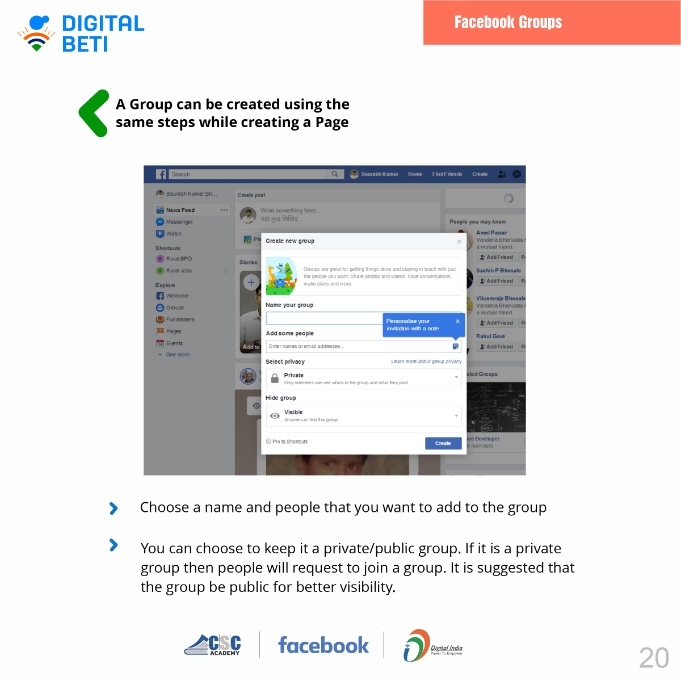 DIGITAL
BETI
Facebook Groups
A Group can be created using the
same steps while creating a Page
Search
Saurabh Kumar Home Find Friends Create
Saurabh Kumar Sri...
News Feed
Messenger
Watch
Shortcuts
Rural BPO
Rural Jobs
Explore
Welcome
Groups
Fundraisers
Pages
Events
See more
Create post
Write something here...
Stories
Add to
Create new group
Groups are great for getting things done and staying in touch with just
the people you want. Share photos and videos, have conversations,
make plans and more.
Name your group
Personalise your
invitation with a note
Add some people
Enter names or email addresses...
Select privacy
Learn more about group privacy
Private
Only members can see who's in the group and what they post
Hide group
Visible
Anyone can find this group
Pin to Shortcuts
Create
People you may know
Amol Pawar
a mutual friend.
Add Friend
Sachin P Bhosale
Add Friend
Vikramraje Bhosale
a mutual friend.
Add Friend
Rahul Gore
Add Friend
Developer
members
Choose a name and people that you want to add to the group
You can choose to keep it a private/public group. If it is a private
group then people will request to join a group. It is suggested that
the group be public for better visibility.
CSC
ACADEMY
facebook
Digital India
Power To Empower
20